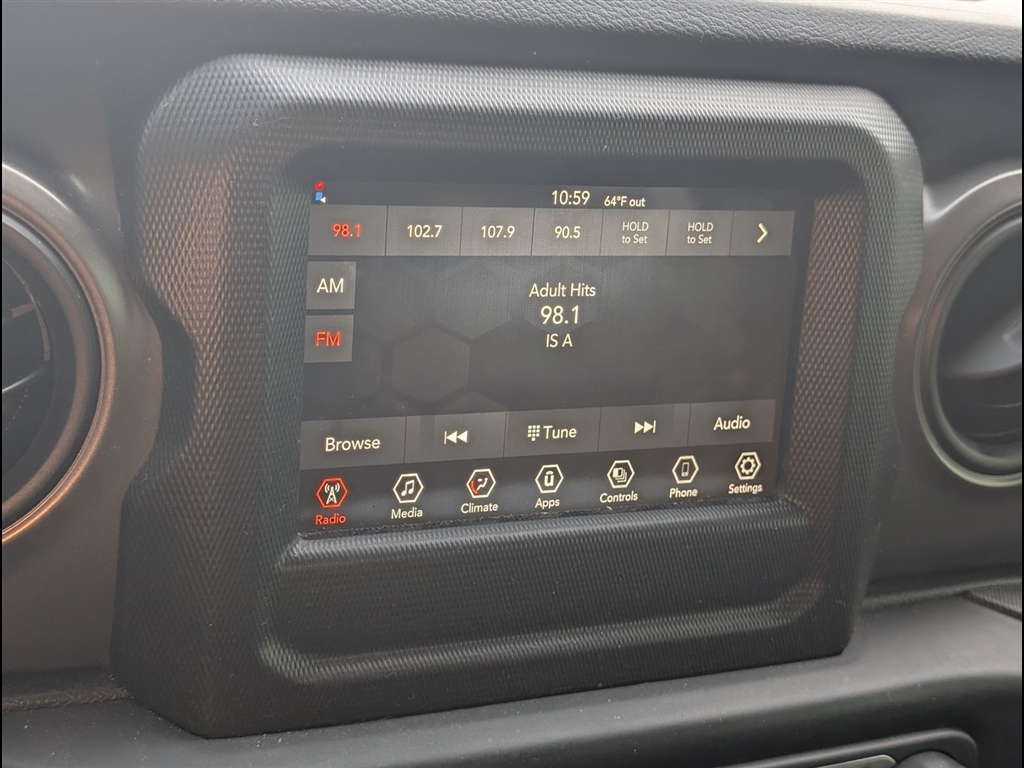 10:59 64°F out
98.1 102.7 107.9 90.5 HOLD to Set HOLD to Set
AM
FM
Adult Hits
98.1
IS A
Browse Tune Audio
Radio Media Climate Apps Controls Phone Settings